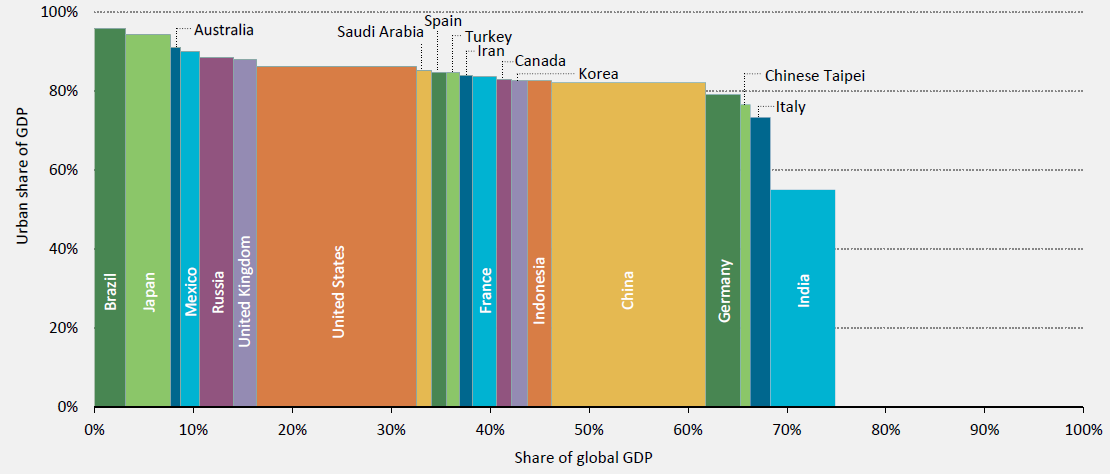 100%
80%
60%
40%
20%
0%
Urban share of GDP
Brazil
Japan
Australia
Mexico
Russia
United Kingdom
United States
Saudi Arabia
Spain
Turkey
Iran
France
Canada
Korea
Indonesia
China
Germany
Chinese Taipei
Italy
India
0%
10%
20%
30%
40%
50%
60%
70%
80%
90%
100%
Share of global GDP